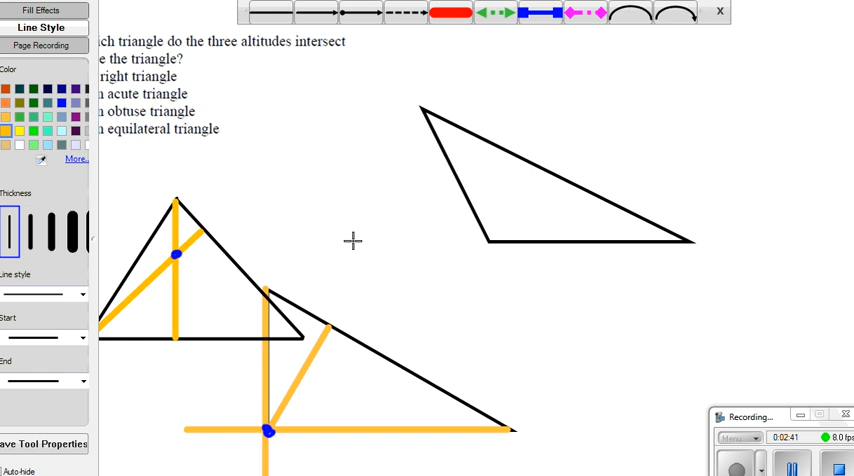 Fill Effects
Line Style
Page Recording
Color
More..
Thickness
Line style
Start
End
ave Tool Properties
Auto-hide
X
ich triangle do the three altitudes intersect
e the triangle?
right triangle
n acute triangle
n obtuse triangle
n equilateral triangle
Recording...
Menu
0:02:41
8.0 fps